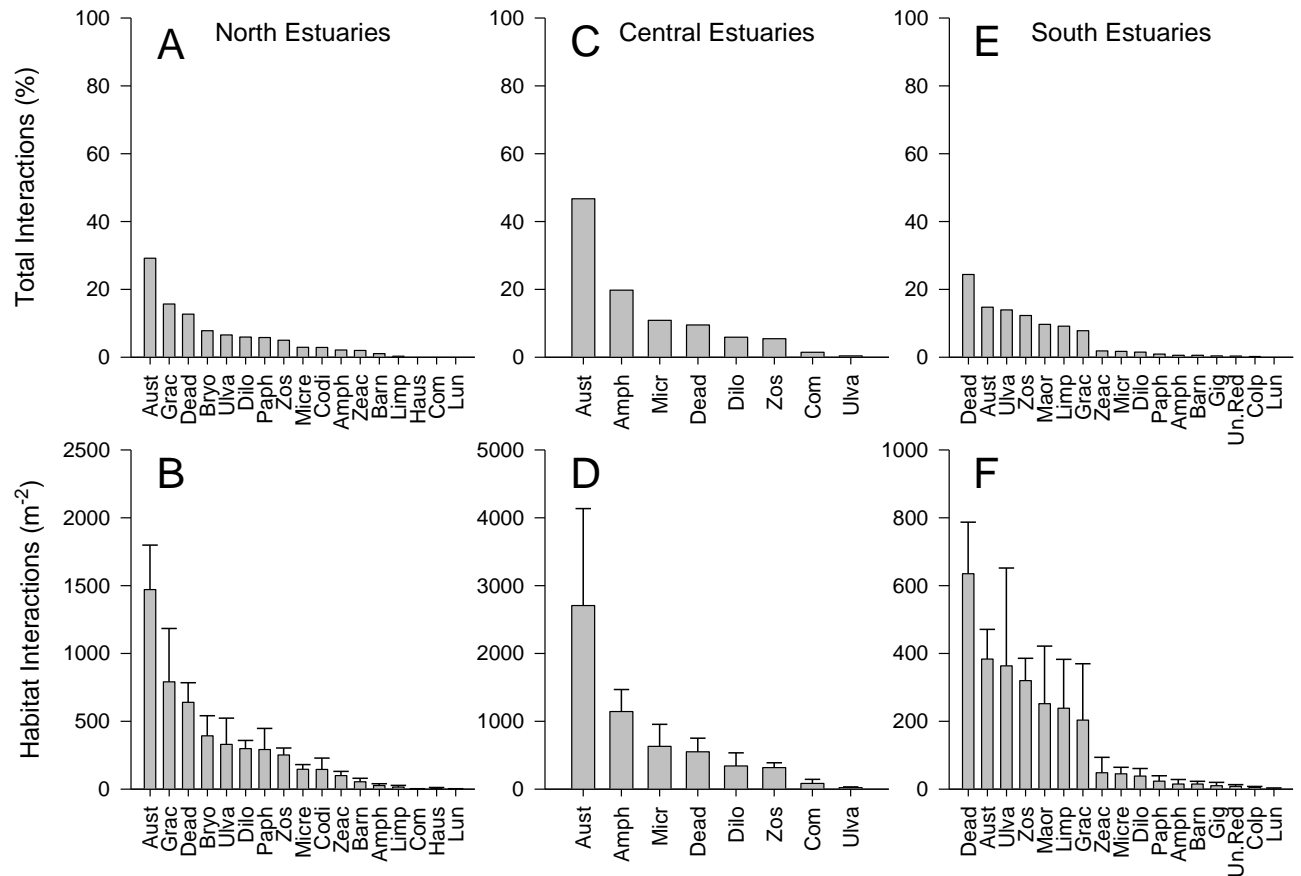 A North Estuaries
Total Interactions (%)
100
80
60
40
20
0
Aust Grac Dead Bryo Ulva Dilo Paph Zos Micre Codi Amph Zeac Barn Limp Haus Com Lun
C Central Estuaries
100
80
60
40
20
0
Aust Amph Micr Dead Dilo Zos Com Ulva
E South Estuaries
100
80
60
40
20
0
Dead Aust Ulva Zos Maor Limp Grac Zeac Micr Dilo Paph Amph Barn Gig Un.Red Colp Lun
B
Habitat Interactions (m-2)
2500
2000
1500
1000
500
0
Aust Grac Dead Bryo Ulva Dilo Paph Zos Micre Codi Zeac Barn Amph Limp Com Haus Lun
D
5000
4000
3000
2000
1000
0
Aust Amph Micr Dead Dilo Zos Com Ulva
F
1000
800
600
400
200
0
Dead Aust Ulva Zos Maor Limp Grac Zeac Micre Dilo Paph Amph Barn Gig Un.Red Colp Lun